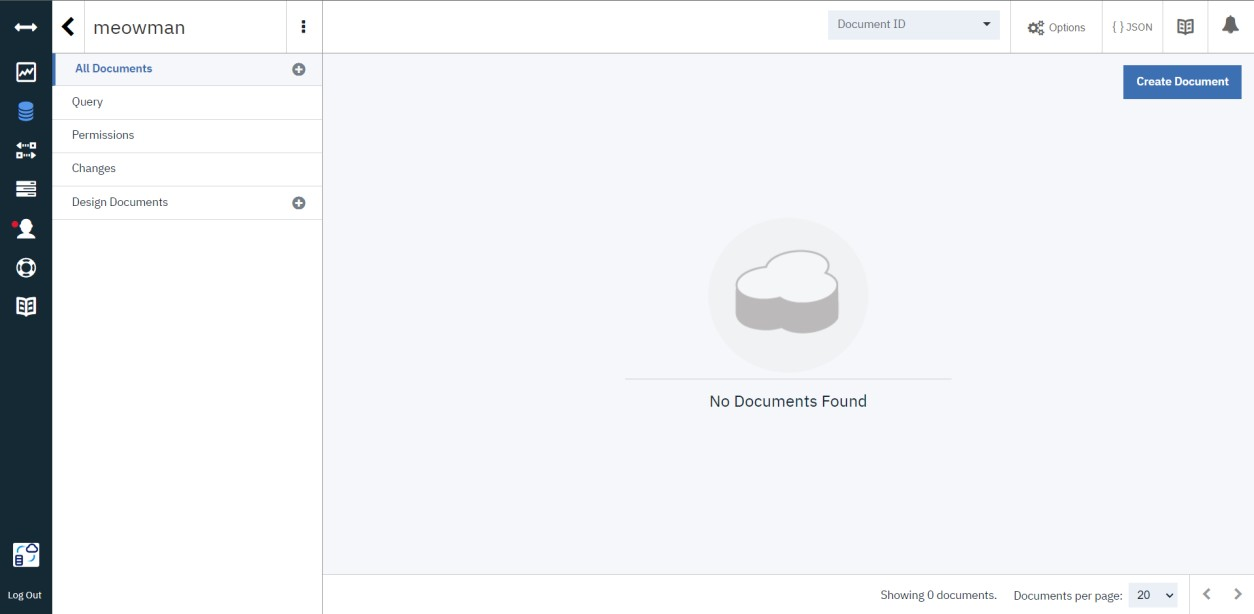 meowman
Document ID
Options
{ } JSON
All Documents
Create Document
Query
Permissions
Changes
Design Documents
No Documents Found
Log Out
Showing 0 documents.
Documents per page:
20